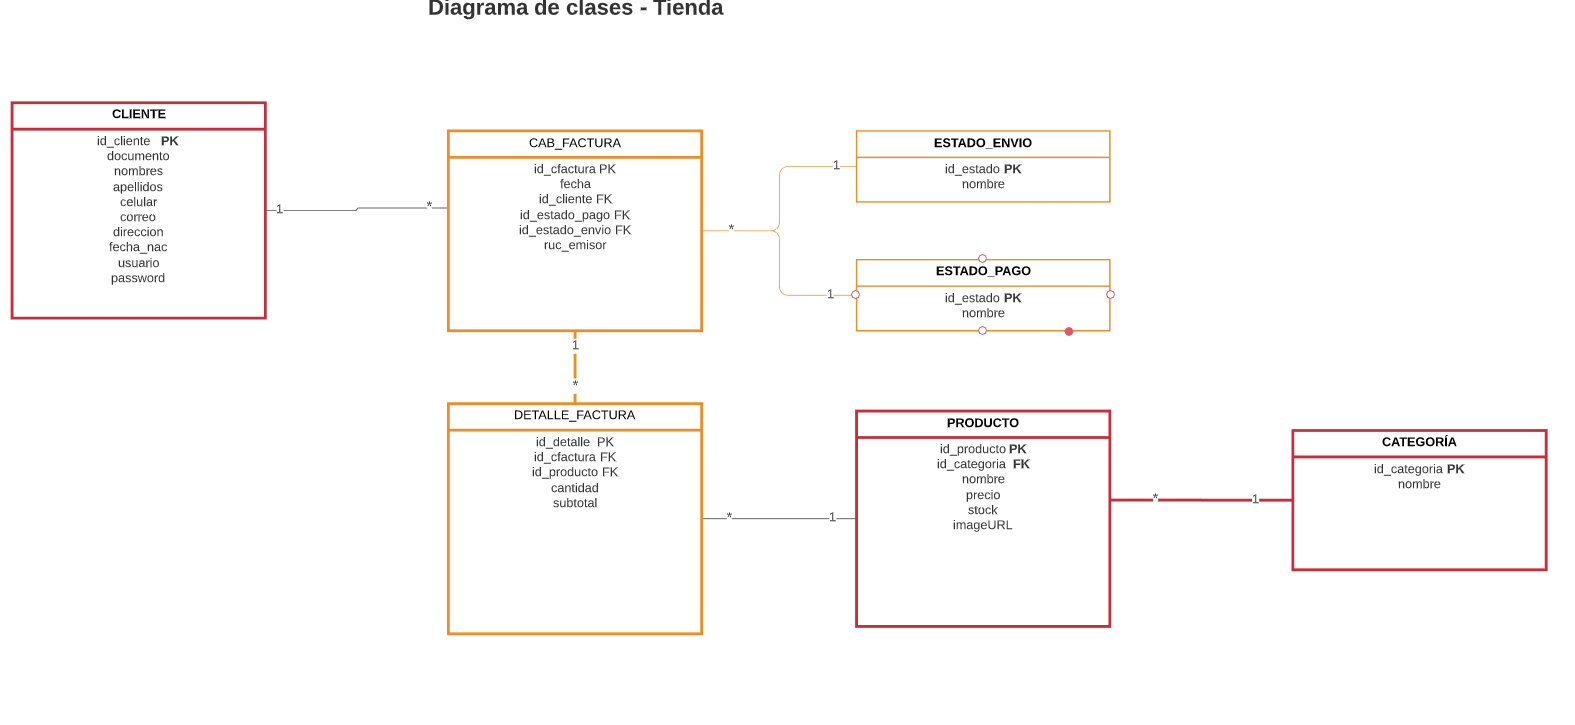 Diagrama de clases - Tienda
CLIENTE
id_cliente PK
documento
nombres
apellidos
celular
correo
direccion
fecha_nac
usuario
password
1
*
CAB_FACTURA
id_cfactura PK
fecha
id_cliente FK
id_estado_pago FK
id_estado_envio FK
ruc_emisor
*
1
ESTADO_ENVIO
id_estado PK
nombre
1
ESTADO_PAGO
id_estado PK
nombre
1
*
DETALLE_FACTURA
id_detalle PK
id_cfactura FK
id_producto FK
cantidad
subtotal
*
1
PRODUCTO
id_producto PK
id_categoria FK
nombre
precio
stock
imageURL
*
1
CATEGORÍA
id_categoria PK
nombre